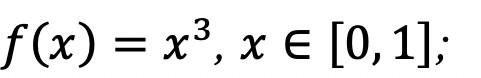 f(x) = x³, x ∈ [0, 1];